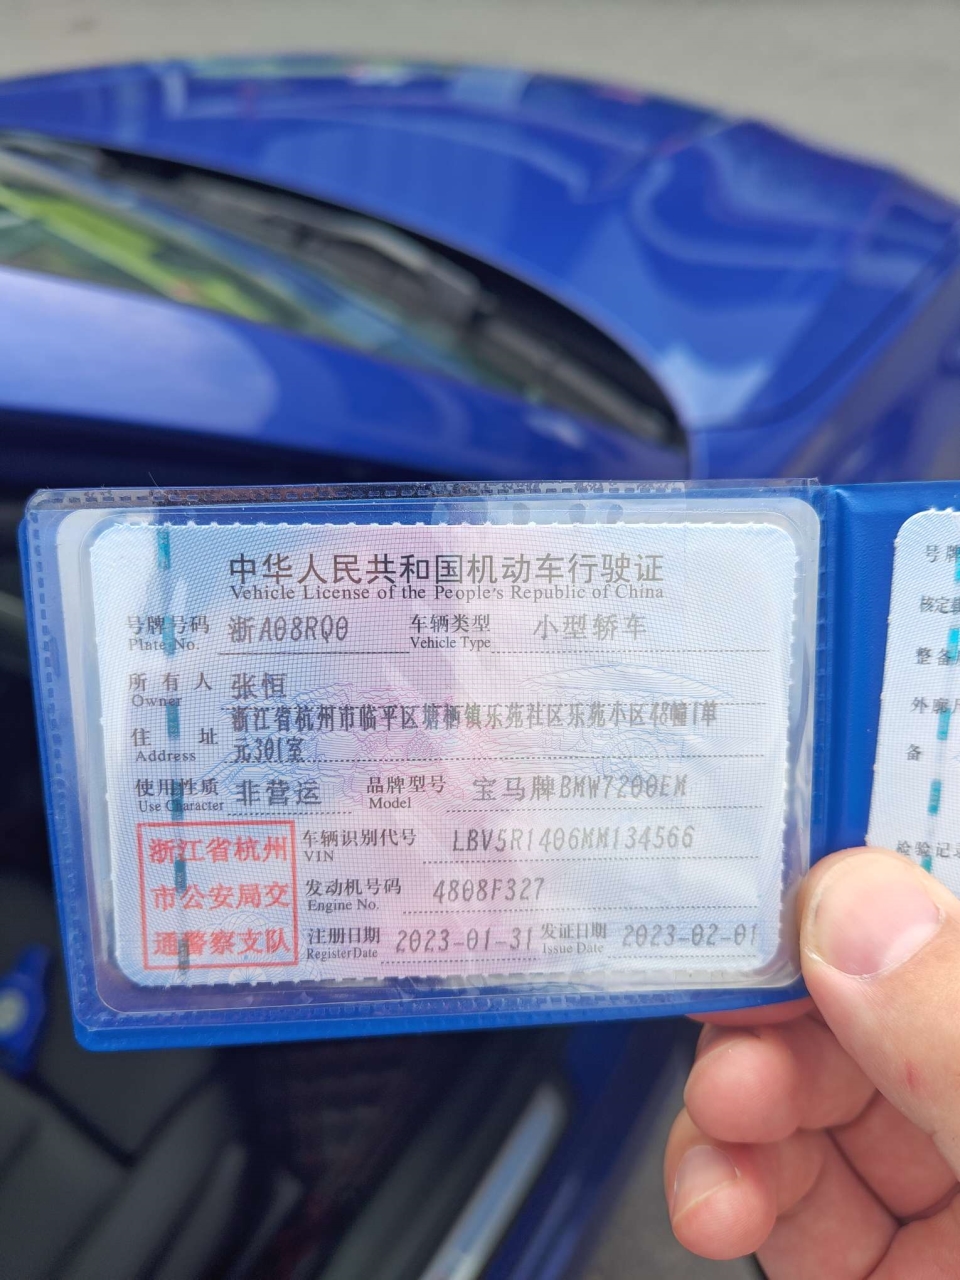 中华人民共和国机动车行驶证
Vehicle License of the People's Republic of China
号牌号码 浙A08RQ0 车辆类型 小型轿车
Plate No. Vehicle Type
所有人 张恒
Owner
住址 浙江省杭州市临平区塘栖镇乐苑社区乐苑小区48幢1单
Address 元301室
使用性质 非营运 品牌型号 宝马牌BMW7200EM
Use Character Model
浙江省杭州
市公安局交
通警察支队
车辆识别代号 LBV5R1406MM134566
VIN
发动机号码 4808F327
Engine No.
注册日期 2023-01-31 发证日期 2023-02-01
Register Date Issue Date
号牌
核定
整备
外廓
备
检验记录